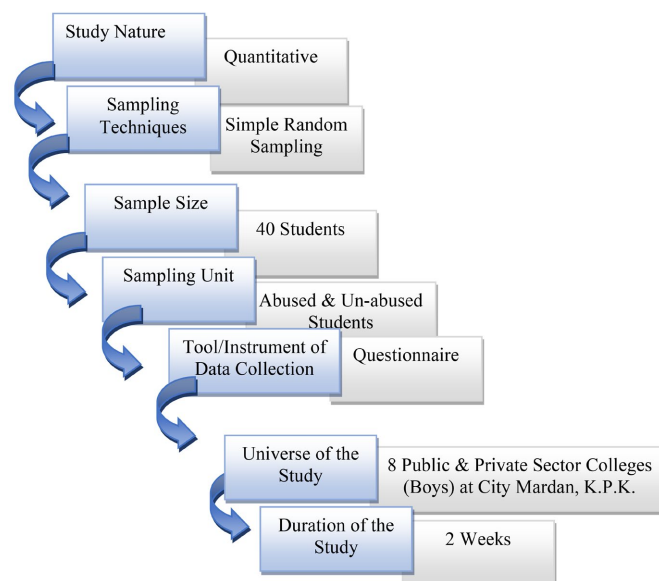 Study Nature
Quantitative
Sampling
Techniques
Simple Random
Sampling
Sample Size
40 Students
Sampling Unit
Abused & Un-abused
Students
Tool/Instrument of
Data Collection
Questionnaire
Universe of the
Study
8 Public & Private Sector Colleges
(Boys) at City Mardan, K.P.K.
Duration of the
Study
2 Weeks